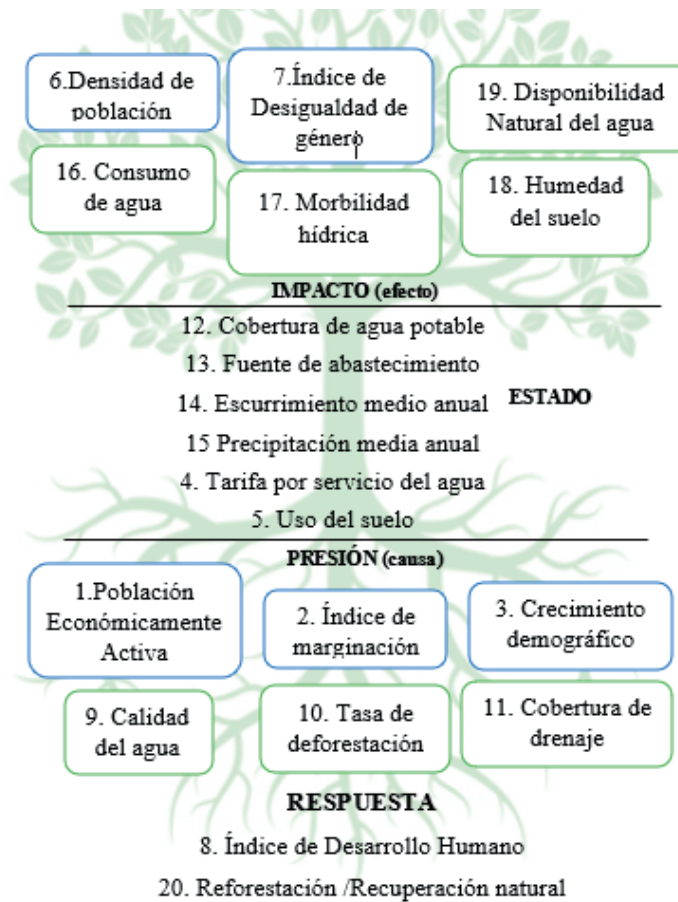 6.Densidad de
población
7.Índice de
Desigualdad de
género
19. Disponibilidad
Natural del agua
16. Consumo
de agua
17. Morbilidad
hídrica
18. Humedad
del suelo
IMPACTO (efecto)
12. Cobertura de agua potable
13. Fuente de abastecimiento
14. Escurrimiento medio anual
ESTADO
15 Precipitación media anual
4. Tarifa por servicio del agua
5. Uso del suelo
PRESIÓN (causa)
1.Población
Económicamente
Activa
2. Índice de
marginación
3. Crecimiento
demográfico
9. Calidad
del agua
10. Tasa de
deforestación
11. Cobertura de
drenaje
RESPUESTA
8. Índice de Desarrollo Humano
20. Reforestación /Recuperación natural